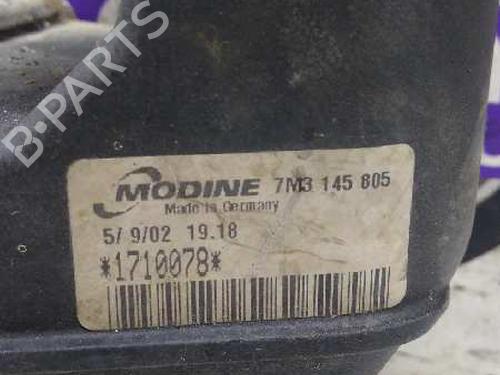 B-PARTS
MODINE 7M3 145 805
Made in Germany
5/ 9/02 19.18
*1710078*